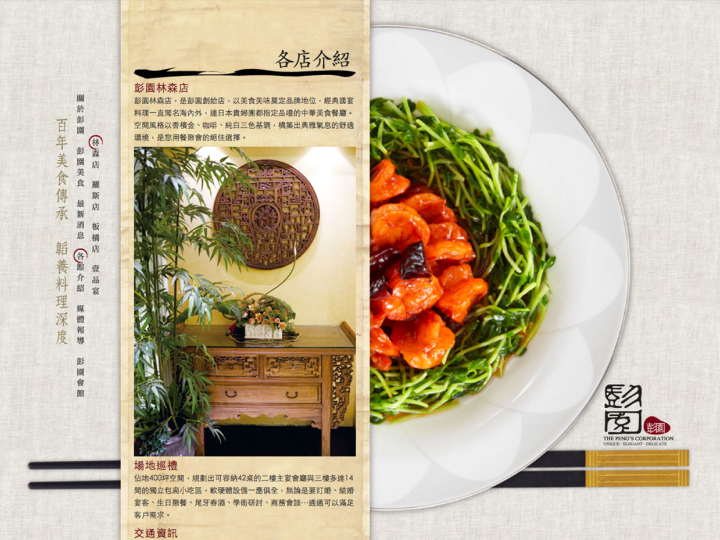 各店介紹
彭園林森店
彭園林森店，是彭園創始店，以美食美味奠定品牌地位，經典國宴
料理一直聞名海內外，連日本貴婦團都指定品嚐的中華美食餐廳。
空間風格以香檳金、咖啡、純白三色基調，構築出典雅氣息的舒適
環境，是您用餐聚會的絕佳選擇。
場地巡禮
佔地400坪空間，規劃出可容納42桌的二樓主宴會廳與三樓多達14
間的獨立包廂小吃區，軟硬體設備一應俱全，無論是要訂婚、結婚
宴客、生日聚餐、尾牙春酒、學術研討、商務會談…通通可以滿足
客戶需求。
交通資訊
林森店 羅斯店 板橋店 壹品宴
關於彭園 彭園美食 最新消息 各館介紹 媒體報導 彭園會館
百年美食傳承 韜養料理深度
彭園
彭園
THE PENG'S CORPORATION
UNIQUE · ELEGANT · DELICATE